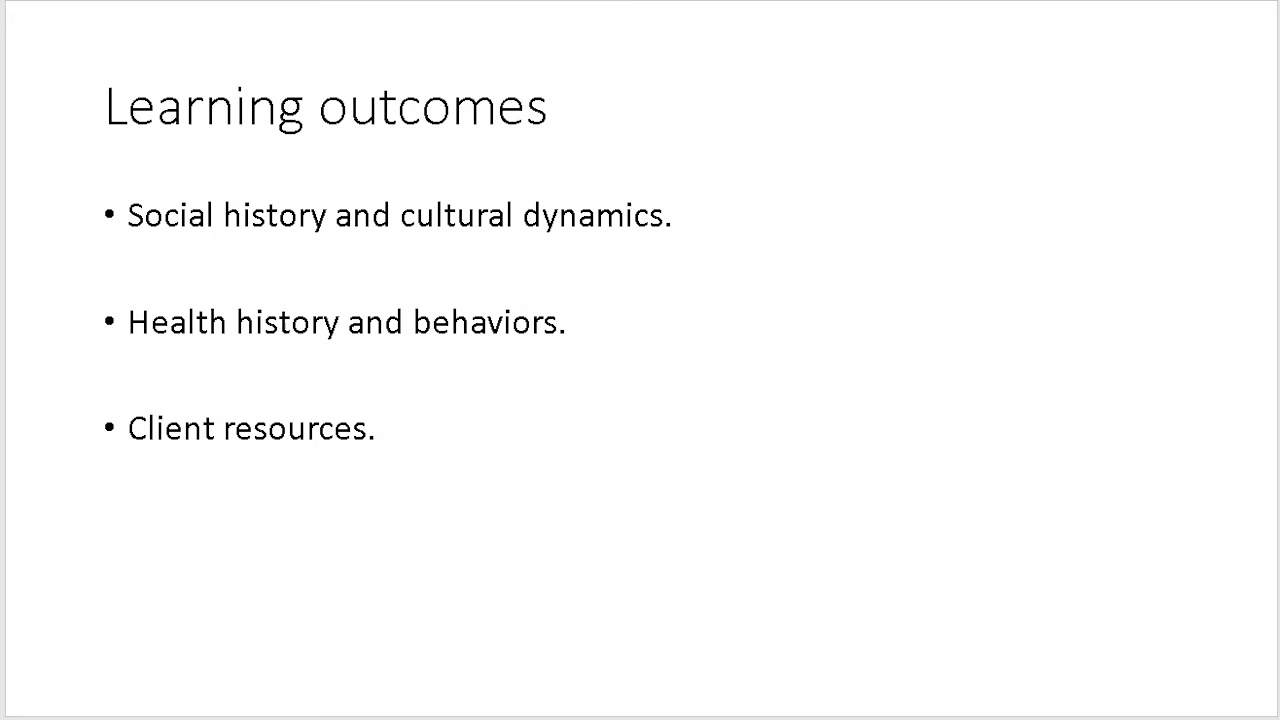 Learning outcomes
• Social history and cultural dynamics.
• Health history and behaviors.
• Client resources.